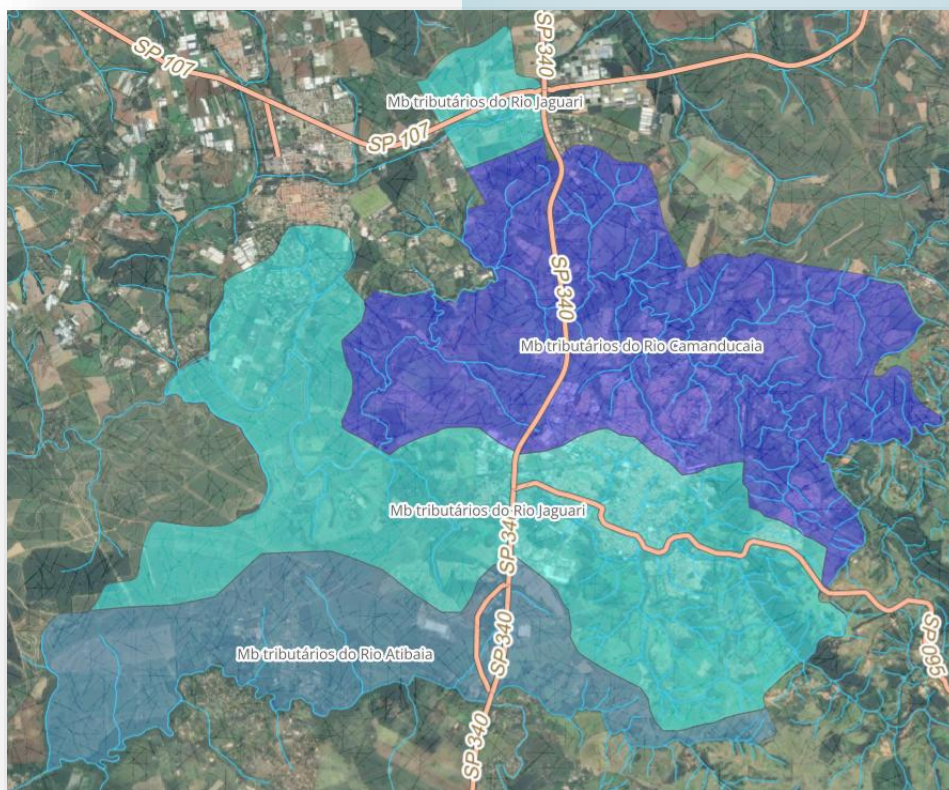 SP 107
SP 340
Mb tributários do Rio Jaguari
SP 107
SP 340
Mb tributários do Rio Camanducaia
Mb tributários do Rio Jaguari
SP 34
SP 340
Mb tributários do Rio Atibaia
SP 095
SP 340